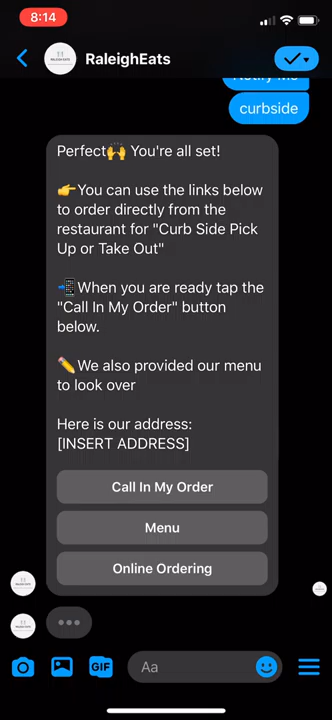 8:14
RaleighEats
Notify Me
curbside
Perfect🙌 You're all set!
👉You can use the links below
to order directly from the
restaurant for "Curb Side Pick
Up or Take Out"
📲When you are ready tap the
"Call In My Order" button
below.
✏️We also provided our menu
to look over
Here is our address:
[INSERT ADDRESS]
Call In My Order
Menu
Online Ordering
GIF
Aa